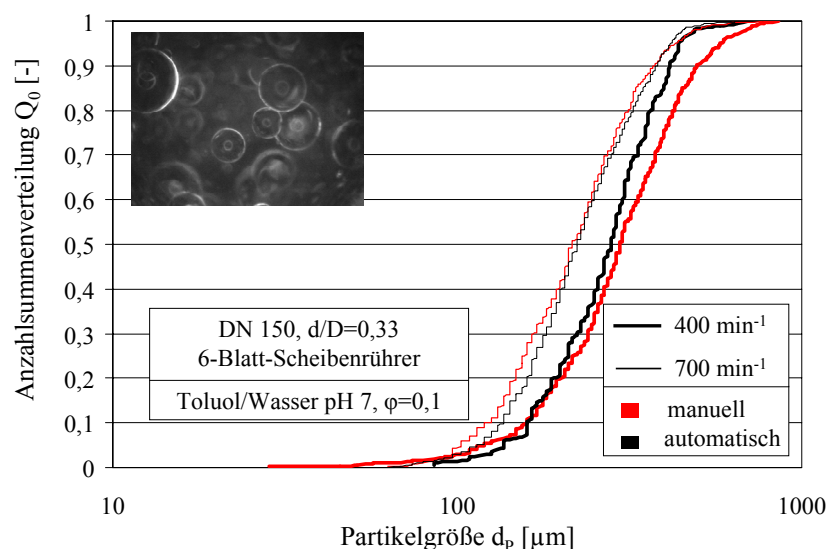 Anzahlsummenverteilung Q0 [-]
1
0,9
0,8
0,7
0,6
0,5
0,4
0,3
0,2
0,1
0
DN 150, d/D=0,33
6-Blatt-Scheibenrührer
Toluol/Wasser pH 7, φ=0,1
400 min-1
700 min-1
manuell
automatisch
10
100
1000
Partikelgröße dP [µm]